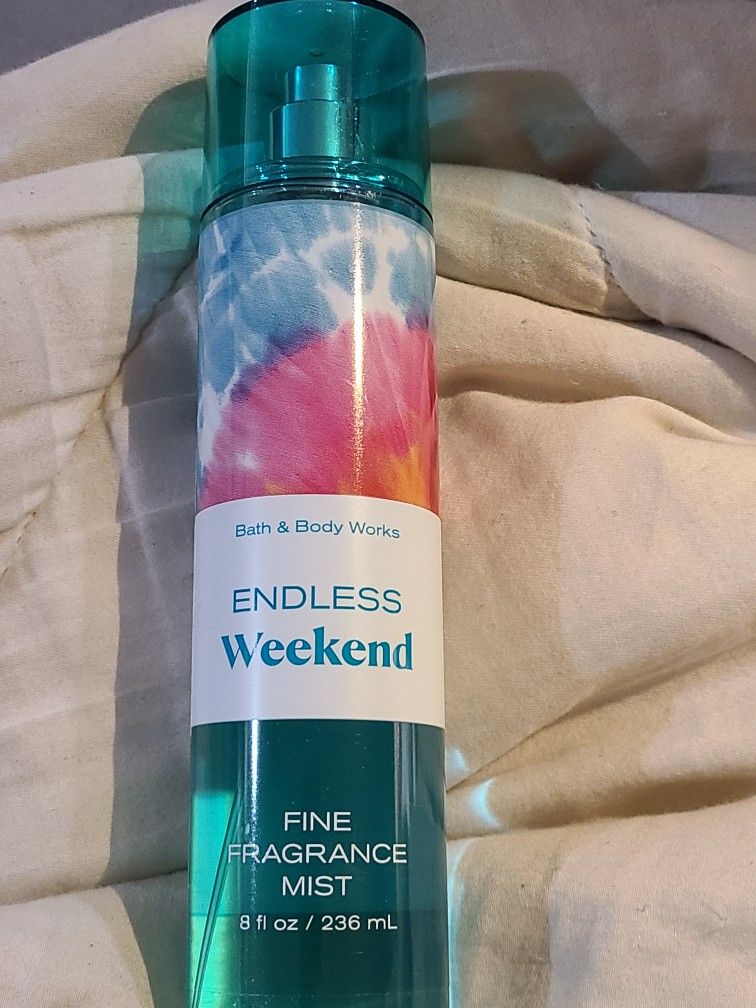 Bath & Body Works
ENDLESS
Weekend
FINE
FRAGRANCE
MIST
8 fl oz / 236 mL